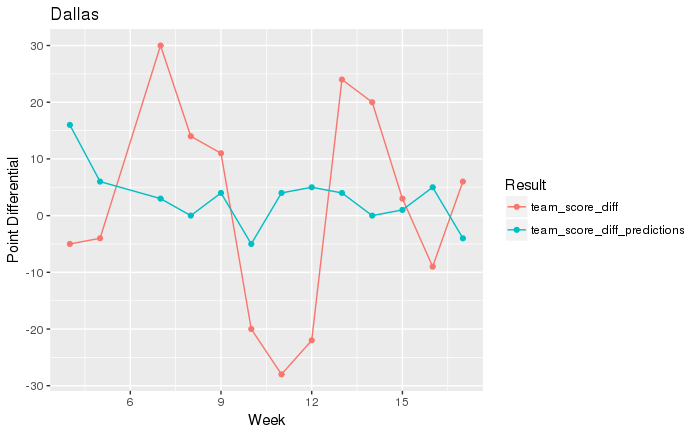 Dallas
Point Differential
30
20
10
0
-10
-20
-30
6
9
12
15
Week
Result
team_score_diff
team_score_diff_predictions